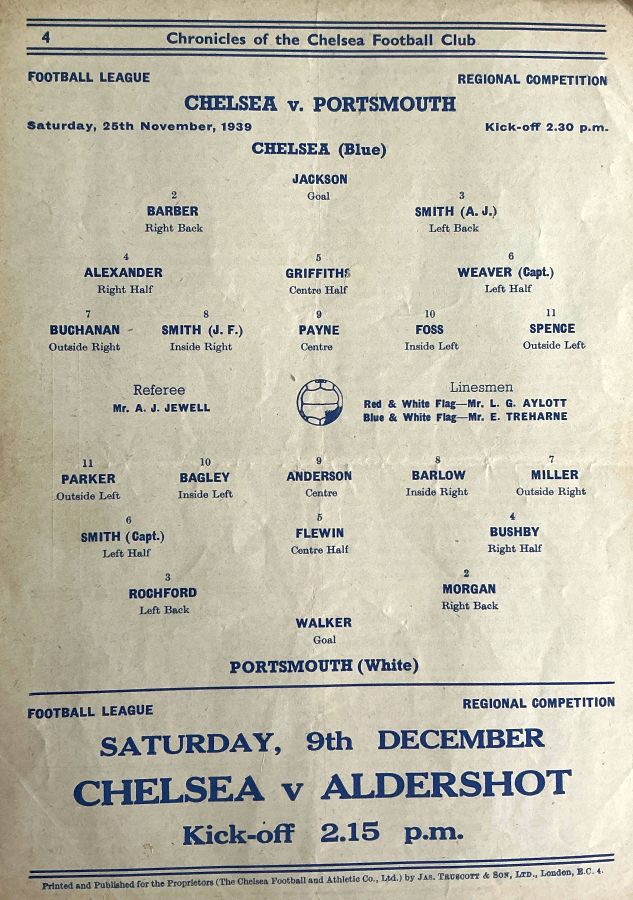 4 Chronicles of the Chelsea Football Club
FOOTBALL LEAGUE REGIONAL COMPETITION
CHELSEA v. PORTSMOUTH
Saturday, 25th November, 1939 Kick-off 2.30 p.m.
CHELSEA (Blue)
JACKSON
Goal
2 3
BARBER SMITH (A. J.)
Right Back Left Back
4 5 6
ALEXANDER GRIFFITHS WEAVER (Capt.)
Right Half Centre Half Left Half
7 8 9 10 11
BUCHANAN SMITH (J. F.) PAYNE FOSS SPENCE
Outside Right Inside Right Centre Inside Left Outside Left
Referee Linesmen
Mr. A. J. JEWELL Red & White Flag—Mr. L. G. AYLOTT
Blue & White Flag—Mr. E. TREHARNE
11 10 9 8 7
PARKER BAGLEY ANDERSON BARLOW MILLER
Outside Left Inside Left Centre Inside Right Outside Right
6 5 4
SMITH (Capt.) FLEWIN BUSHBY
Left Half Centre Half Right Half
3 2
ROCHFORD MORGAN
Left Back Right Back
WALKER
Goal
PORTSMOUTH (White)
FOOTBALL LEAGUE REGIONAL COMPETITION
SATURDAY, 9th DECEMBER
CHELSEA v ALDERSHOT
Kick-off 2.15 p.m.
Printed and Published for the Proprietors (The Chelsea Football and Athletic Co., Ltd.) by JAS. TRUSCOTT & SON, LTD., London, E.C. 4.